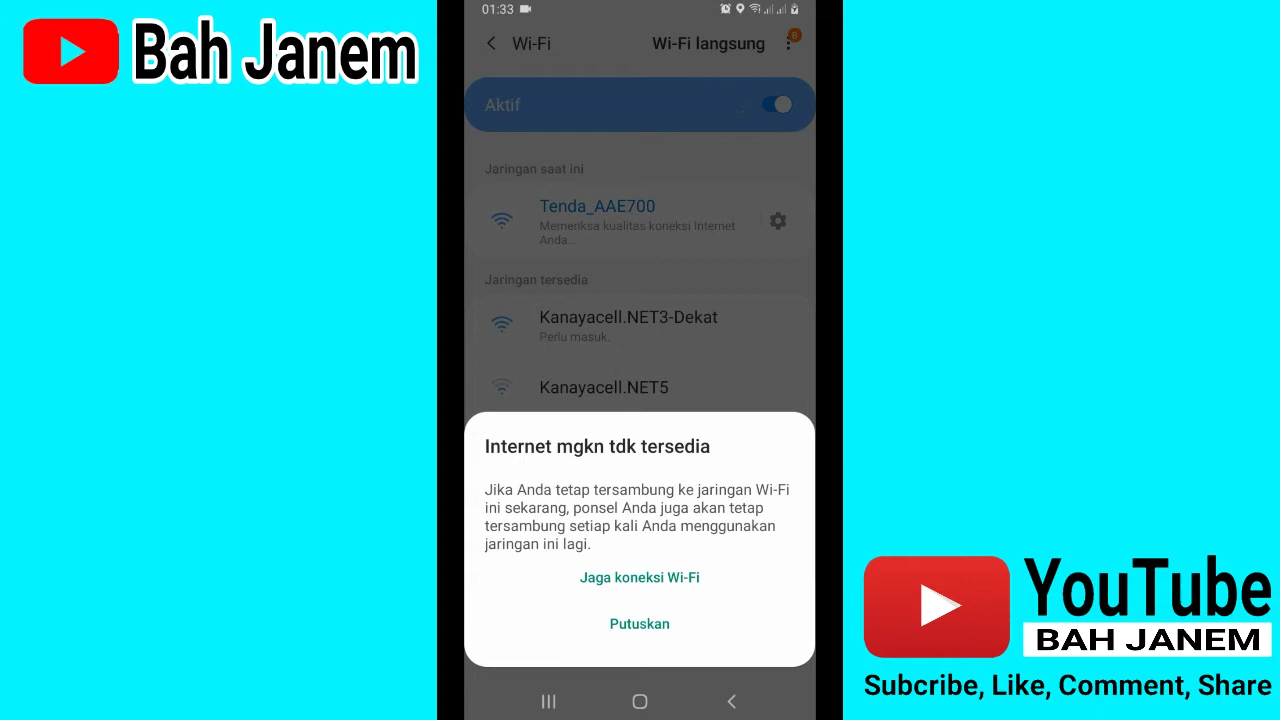 Bah Janem
01:33
Wi-Fi
Wi-Fi langsung
B
Aktif
Jaringan saat ini
Tenda_AAE700
Memeriksa kualitas koneksi Internet
Anda...
Jaringan tersedia
Kanayacell.NET3-Dekat
Perlu masuk.
Kanayacell.NET5
Internet mgkn tdk tersedia
Jika Anda tetap tersambung ke jaringan Wi-Fi
ini sekarang, ponsel Anda juga akan tetap
tersambung setiap kali Anda menggunakan
jaringan ini lagi.
Jaga koneksi Wi-Fi
Putuskan
YouTube
BAH JANEM
Subcribe, Like, Comment, Share